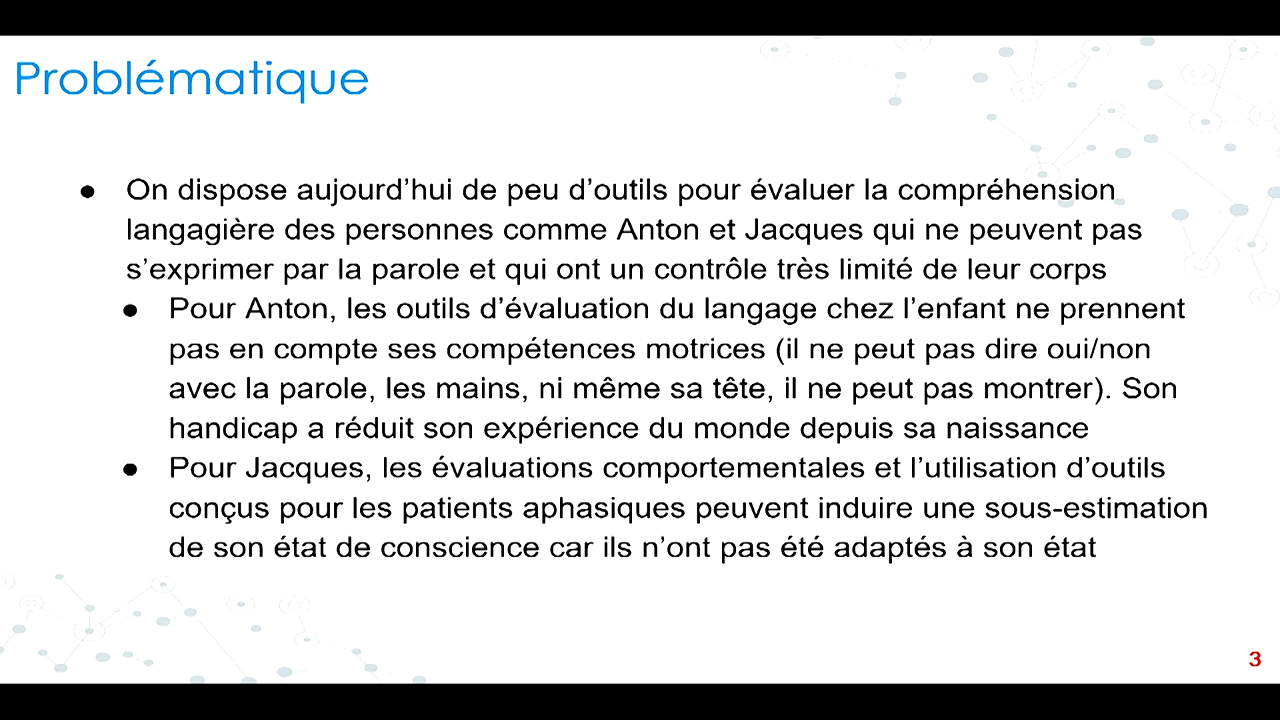 Problématique
● On dispose aujourd’hui de peu d’outils pour évaluer la compréhension
langagière des personnes comme Anton et Jacques qui ne peuvent pas
s’exprimer par la parole et qui ont un contrôle très limité de leur corps
● Pour Anton, les outils d’évaluation du langage chez l’enfant ne prennent
pas en compte ses compétences motrices (il ne peut pas dire oui/non
avec la parole, les mains, ni même sa tête, il ne peut pas montrer). Son
handicap a réduit son expérience du monde depuis sa naissance
● Pour Jacques, les évaluations comportementales et l’utilisation d’outils
conçus pour les patients aphasiques peuvent induire une sous-estimation
de son état de conscience car ils n’ont pas été adaptés à son état
3